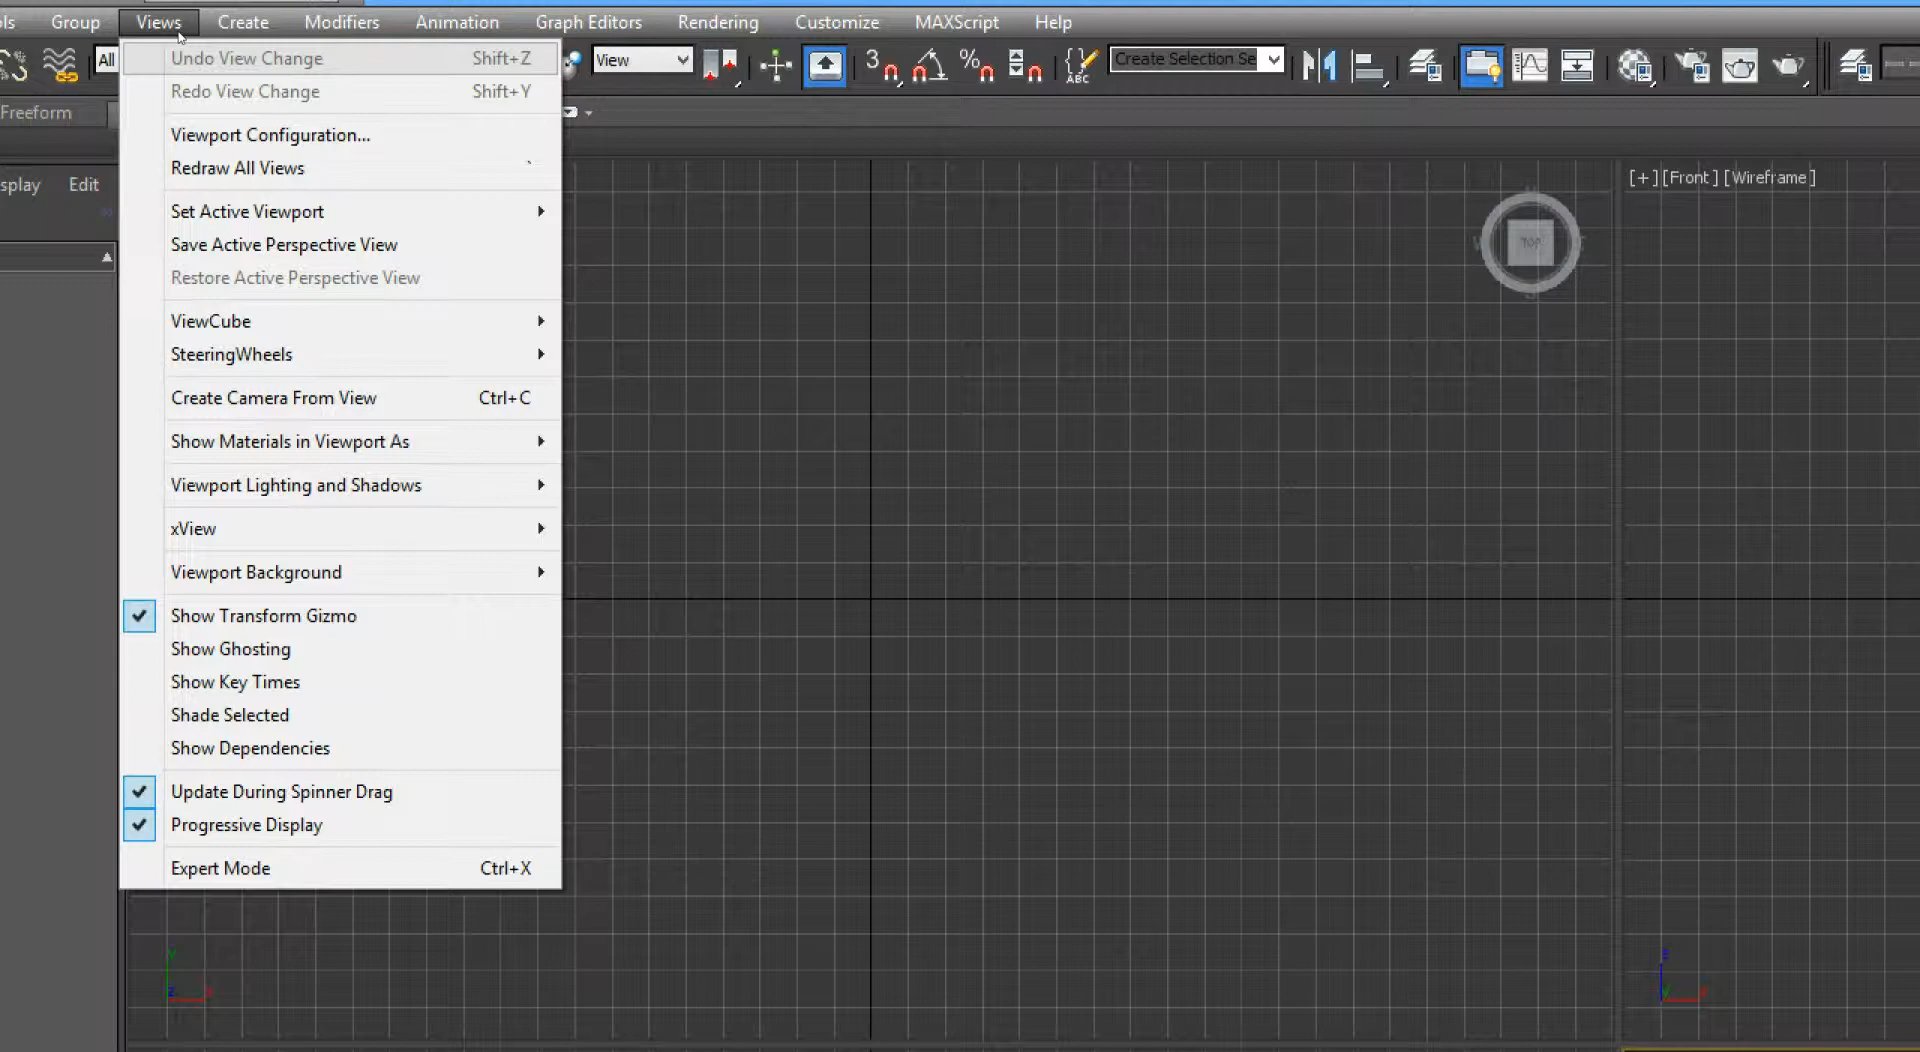 Group Views Create Modifiers Animation Graph Editors Rendering Customize MAXScript Help
All View 3 % ABC Create Selection Se
Freeform
Undo View Change Shift+Z
Redo View Change Shift+Y
Viewport Configuration...
Redraw All Views `
Set Active Viewport
Save Active Perspective View
Restore Active Perspective View
ViewCube
SteeringWheels
Create Camera From View Ctrl+C
Show Materials in Viewport As
Viewport Lighting and Shadows
xView
Viewport Background
Show Transform Gizmo
Show Ghosting
Show Key Times
Shade Selected
Show Dependencies
Update During Spinner Drag
Progressive Display
Expert Mode Ctrl+X
splay Edit
[+][Front][Wireframe]
TOP